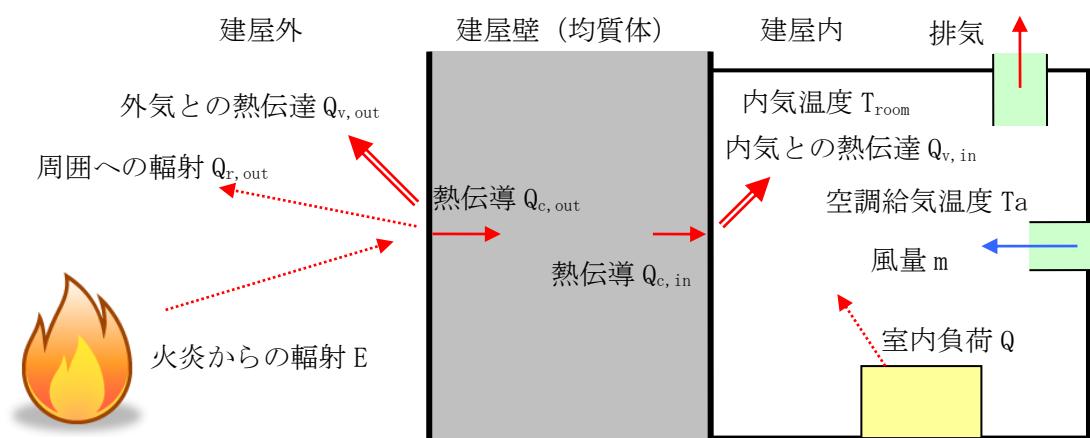 建屋外
建屋壁（均質体）
建屋内
排気
外気との熱伝達 Qv,out
内気温度 Troom
周囲への輻射 Qr,out
内気との熱伝達 Qv,in
熱伝導 Qc,out
空調給気温度 Ta
風量 m
熱伝導 Qc,in
火炎からの輻射 E
室内負荷 Q